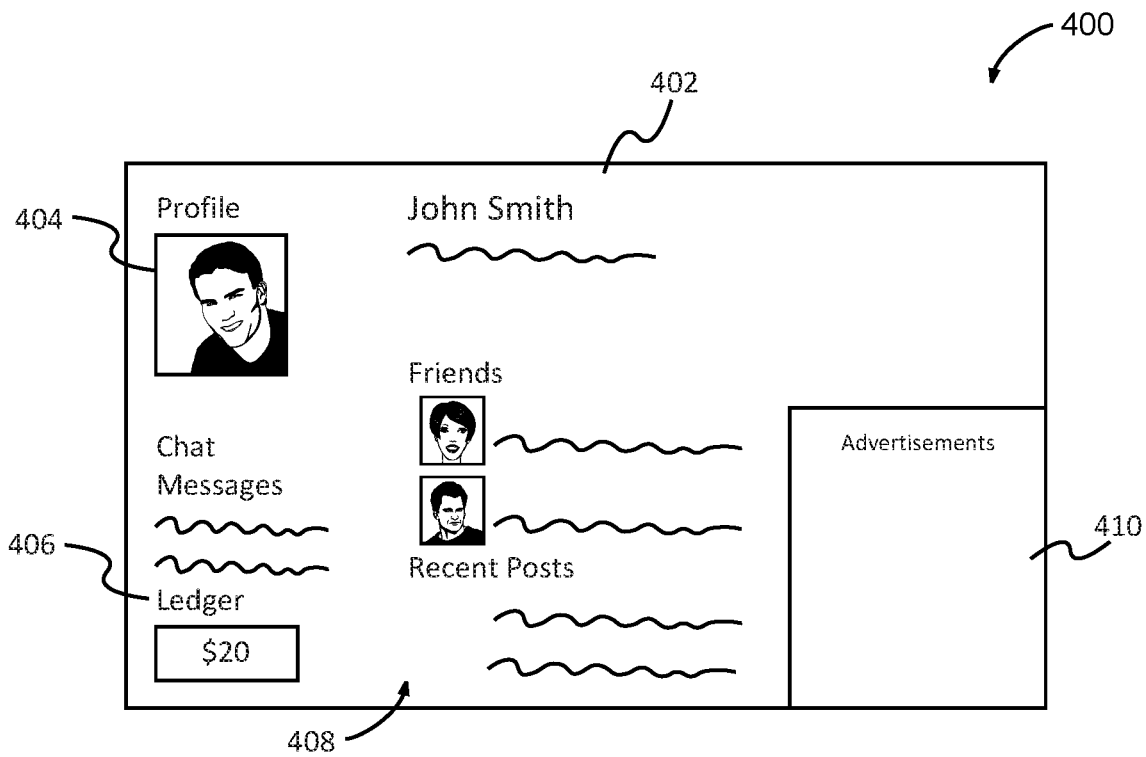 400
402
Profile
John Smith
404
Friends
Chat
Messages
Advertisements
406
410
Recent Posts
Ledger
$20
408